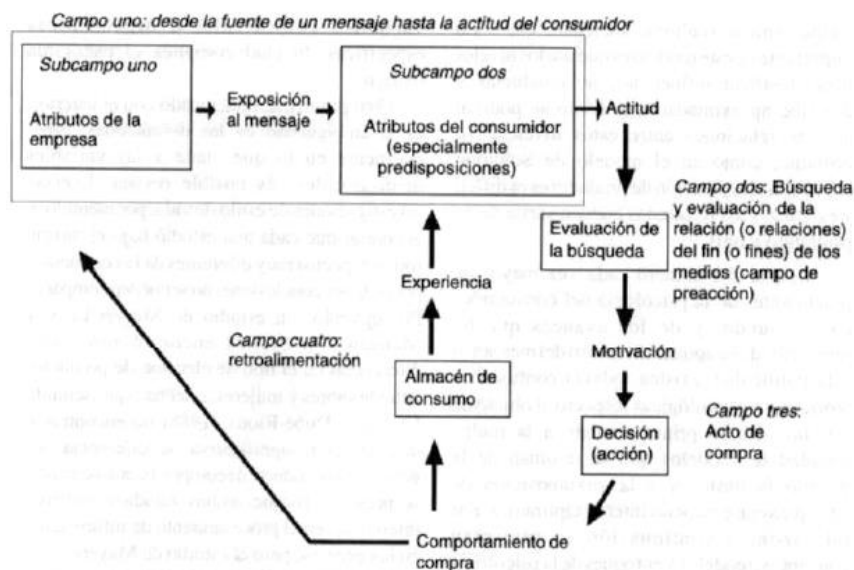 Campo uno: desde la fuente de un mensaje hasta la actitud del consumidor
Subcampo uno
Atributos de la
empresa
Exposición
al mensaje
Subcampo dos
Atributos del consumidor
(especialmente
predisposiciones)
Actitud
Campo dos: Búsqueda
y evaluación de la
relación (o relaciones)
del fin (o fines) de los
medios (campo de
preacción)
Evaluación de
la búsqueda
Motivación
Decisión
(acción)
Campo tres:
Acto de
compra
Experiencia
Almacén de
consumo
Campo cuatro:
retroalimentación
Comportamiento de
compra